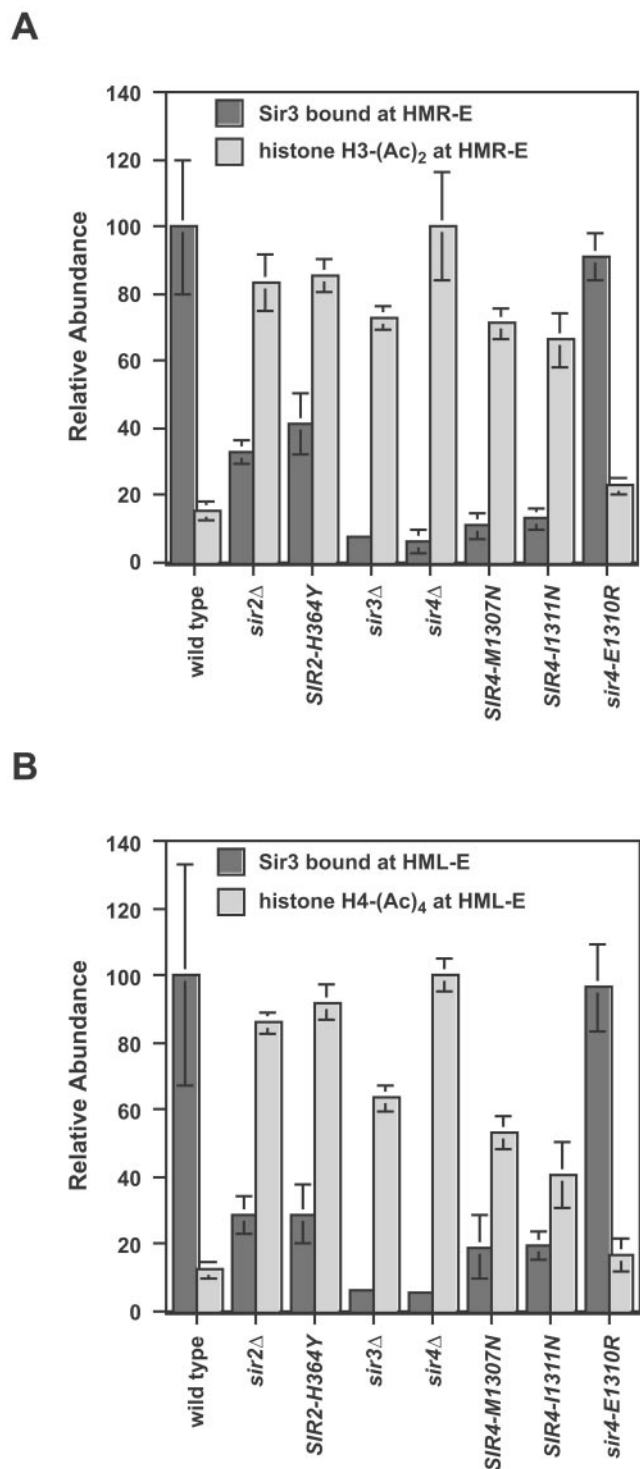 A
140
120
100
80
60
40
20
0
Relative Abundance
Sir3 bound at HMR-E
histone H3-(Ac)₂ at HMR-E
wild type
sir2Δ
SIR2-H364Y
sir3Δ
sir4Δ
SIR4-M1307N
SIR4-I1311N
sir4-E1310R
B
140
120
100
80
60
40
20
0
Relative Abundance
Sir3 bound at HML-E
histone H4-(Ac)₄ at HML-E
wild type
sir2Δ
SIR2-H364Y
sir3Δ
sir4Δ
SIR4-M1307N
SIR4-I1311N
sir4-E1310R